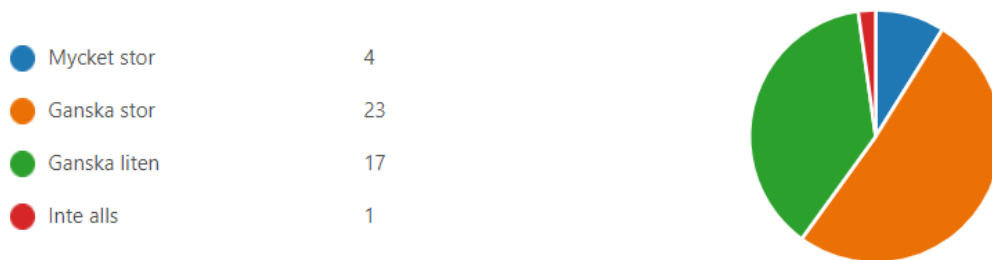 Mycket stor 4
Ganska stor 23
Ganska liten 17
Inte alls 1